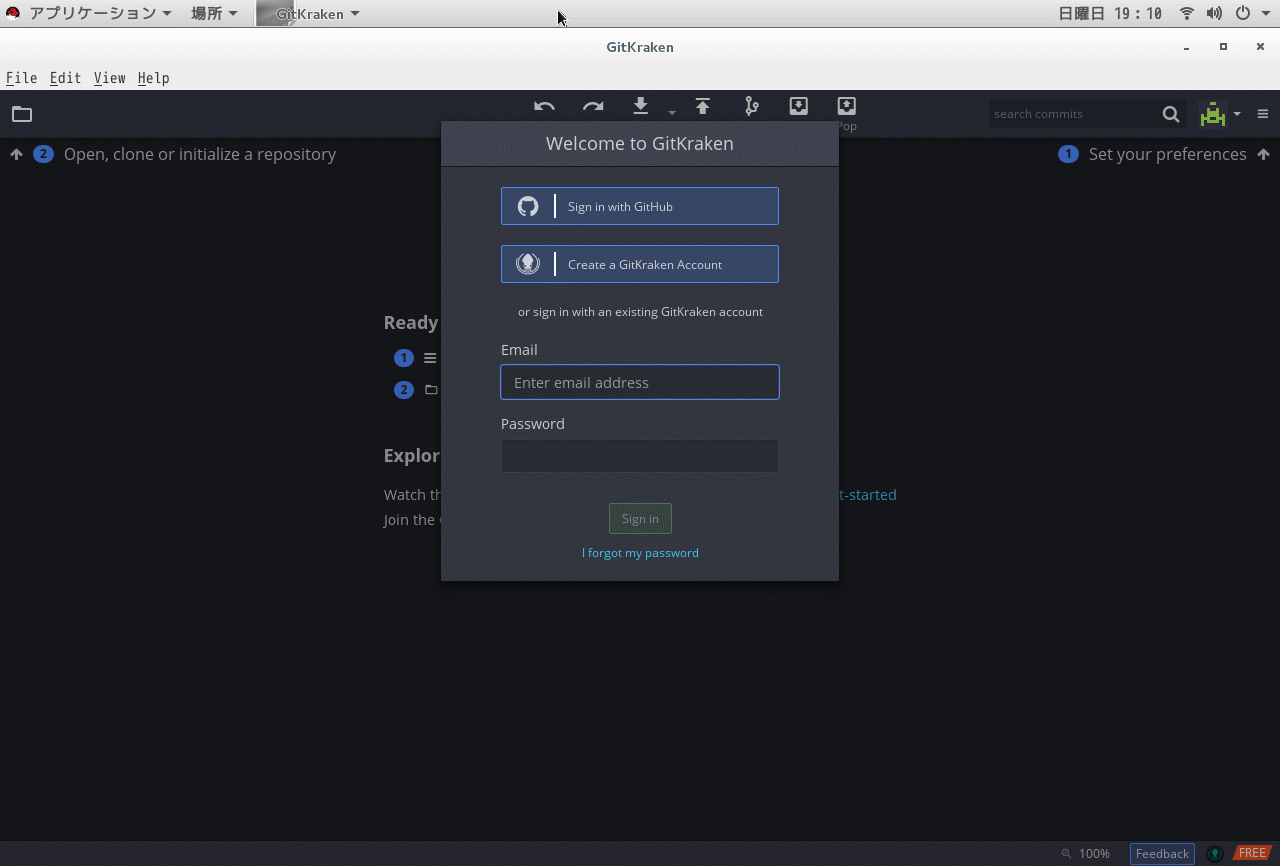 アプリケーション 場所 GitKraken 日曜日 19:10
GitKraken
File Edit View Help
Pop
search commits
2 Open, clone or initialize a repository
1 Set your preferences
Welcome to GitKraken
Sign in with GitHub
Create a GitKraken Account
or sign in with an existing GitKraken account
Email
Enter email address
Password
Sign in
I forgot my password
Ready
1
2
Explor
Watch th
t-started
Join the
100% Feedback FREE